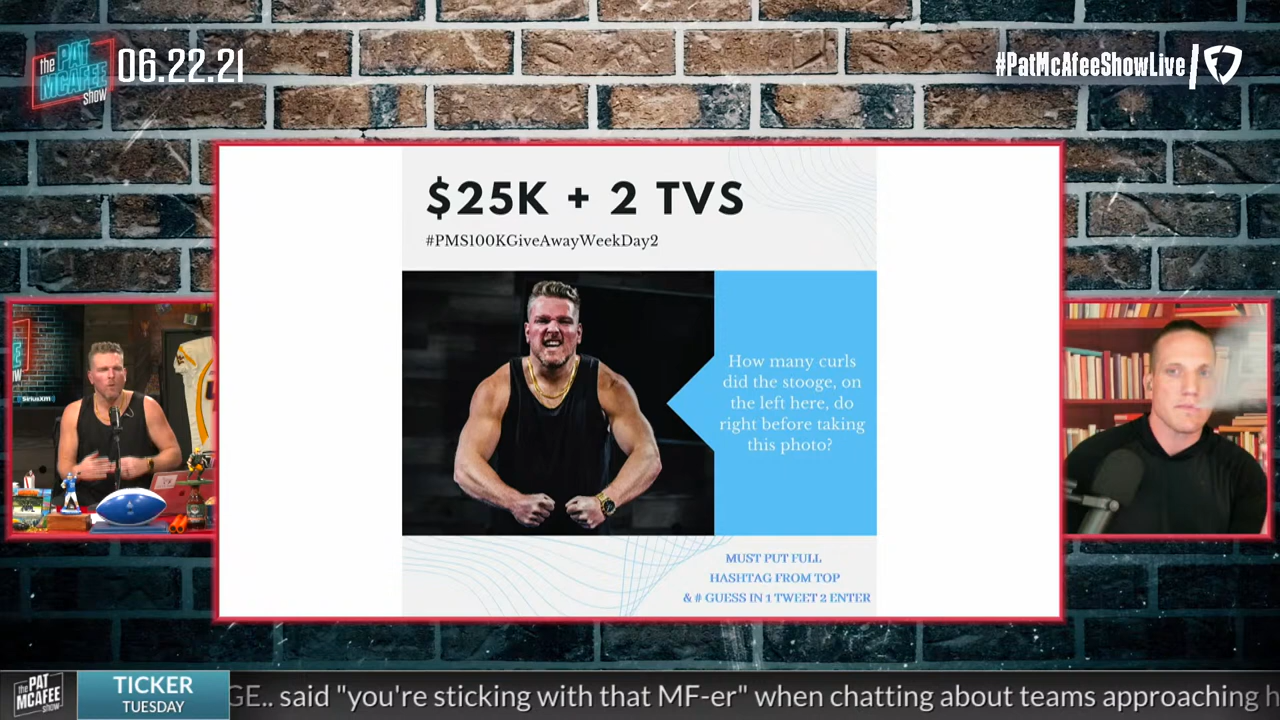 the
PAT
MCAFEE
show
06.22.21
#PatMcAfeeShowLive
$25K + 2 TVS
#PMS100KGiveAwayWeekDay2
How many curls
did the stooge, on
the left here, do
right before taking
this photo?
MUST PUT FULL
HASHTAG FROM TOP
& # GUESS IN 1 TWEET 2 ENTER
SiriusXM
the
PAT
MCAFEE
show
TICKER
TUESDAY
GE.. said "you're sticking with that MF-er" when chatting about teams approaching h